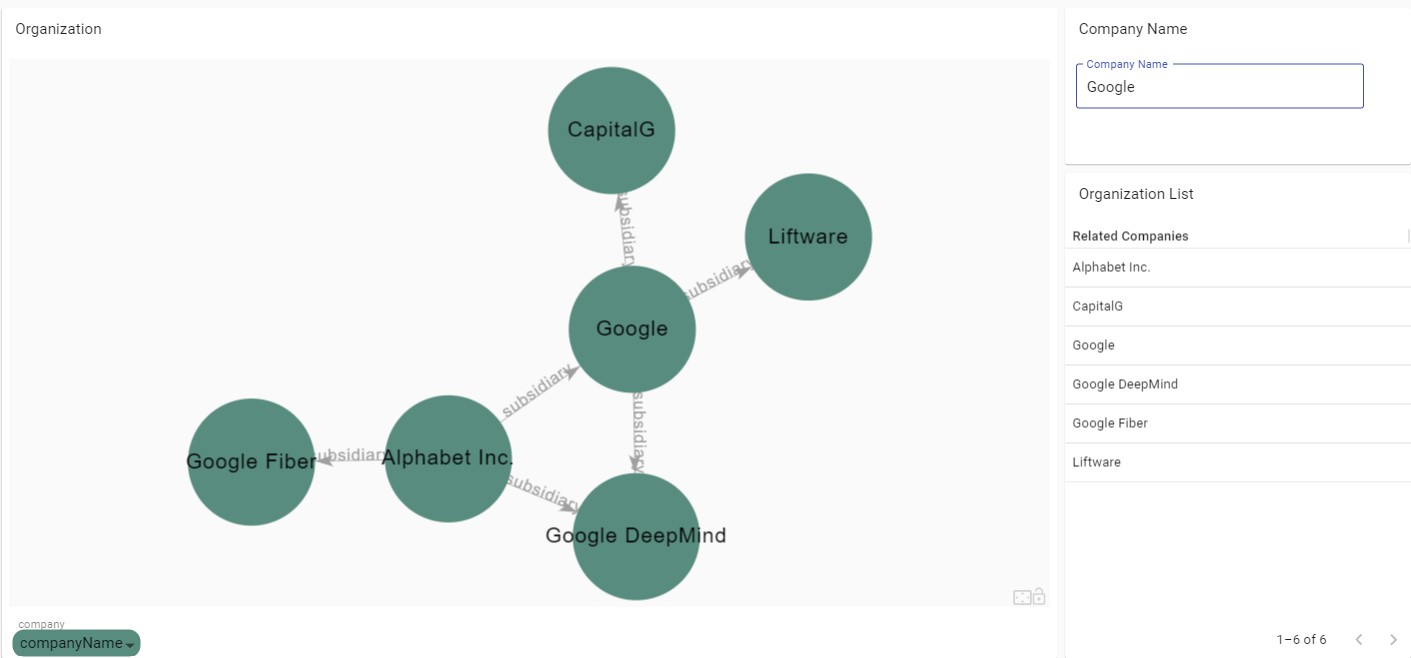 Organization
CapitalG
subsidiary
Liftware
subsidiary
Google
subsidiary
subsidiary
Google Fiber
subsidiary
Alphabet Inc.
subsidiary
Google DeepMind
company
companyName
Company Name
Company Name
Google
Organization List
Related Companies
Alphabet Inc.
CapitalG
Google
Google DeepMind
Google Fiber
Liftware
1–6 of 6